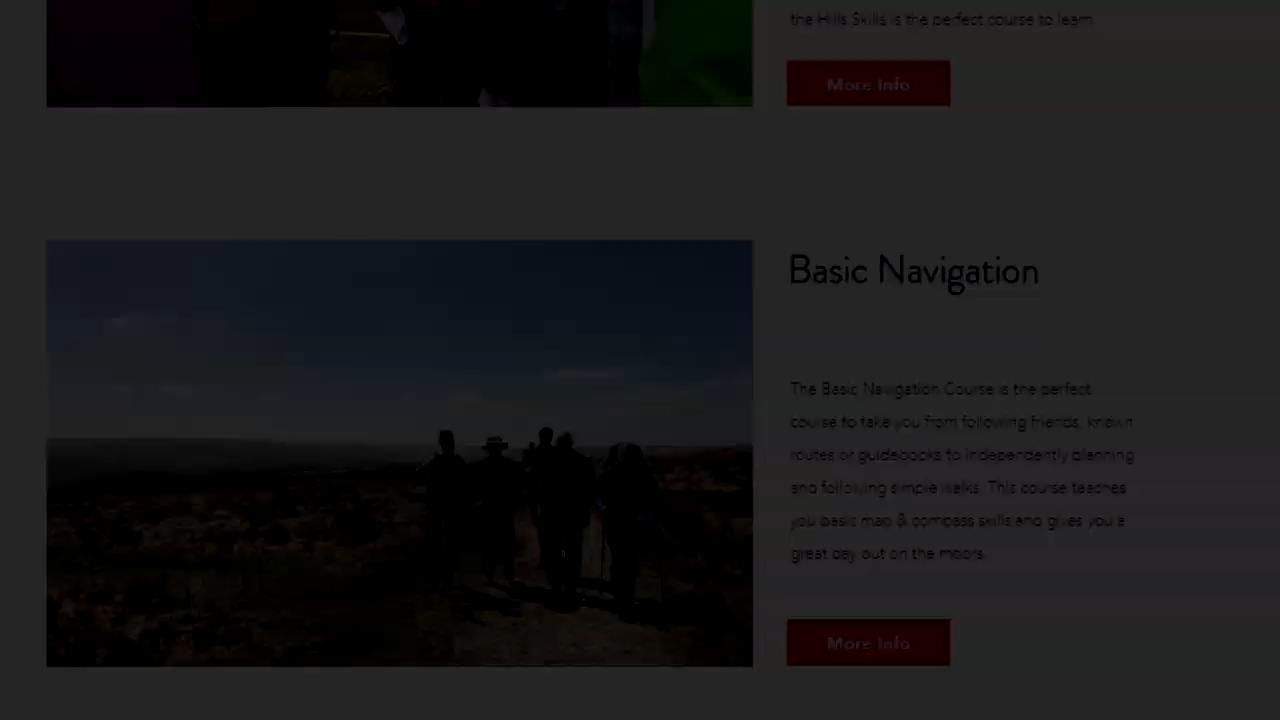 the Hills Skills is the perfect course to learn
More Info
Basic Navigation
The Basic Navigation Course is the perfect
course to take you from following friends, known
routes or guidebooks to independently planning
and following simple walks. This course teaches
you basic map & compass skills and gives you a
great day out on the moors.
More Info